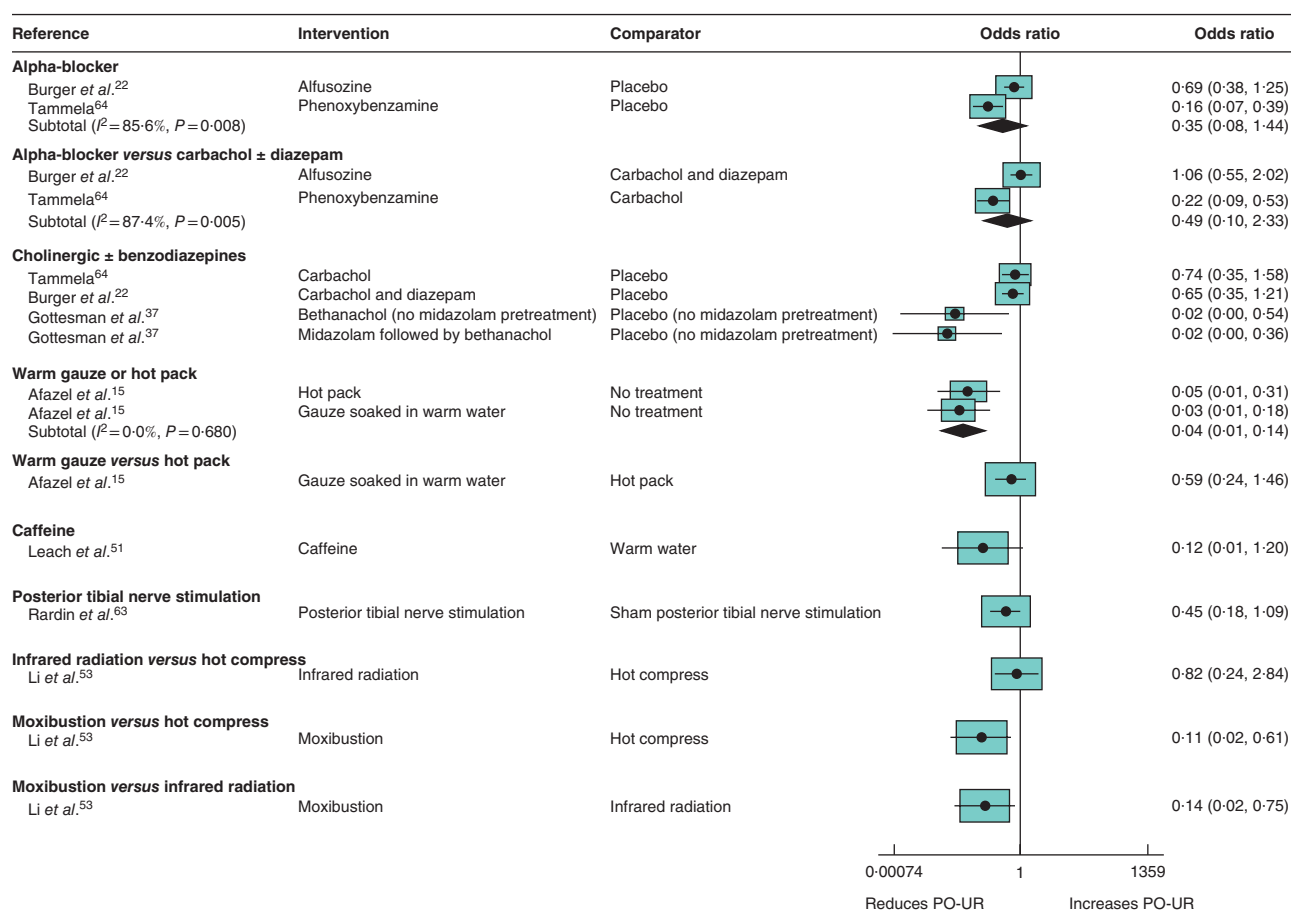 Reference Intervention Comparator Odds ratio Odds ratio
Alpha-blocker
Burger et al.22 Alfusozine Placebo 0·69 (0·38, 1·25)
Tammela64 Phenoxybenzamine Placebo 0·16 (0·07, 0·39)
Subtotal (I2=85·6%, P=0·008) 0·35 (0·08, 1·44)
Alpha-blocker versus carbachol ± diazepam
Burger et al.22 Alfusozine Carbachol and diazepam 1·06 (0·55, 2·02)
Tammela64 Phenoxybenzamine Carbachol 0·22 (0·09, 0·53)
Subtotal (I2=87·4%, P=0·005) 0·49 (0·10, 2·33)
Cholinergic ± benzodiazepines
Tammela64 Carbachol Placebo 0·74 (0·35, 1·58)
Burger et al.22 Carbachol and diazepam Placebo 0·65 (0·35, 1·21)
Gottesman et al.37 Bethanachol (no midazolam pretreatment) Placebo (no midazolam pretreatment) 0·02 (0·00, 0·54)
Gottesman et al.37 Midazolam followed by bethanachol Placebo (no midazolam pretreatment) 0·02 (0·00, 0·36)
Warm gauze or hot pack
Afazel et al.15 Hot pack No treatment 0·05 (0·01, 0·31)
Afazel et al.15 Gauze soaked in warm water No treatment 0·03 (0·01, 0·18)
Subtotal (I2=0·0%, P=0·680) 0·04 (0·01, 0·14)
Warm gauze versus hot pack
Afazel et al.15 Gauze soaked in warm water Hot pack 0·59 (0·24, 1·46)
Caffeine
Leach et al.51 Caffeine Warm water 0·12 (0·01, 1·20)
Posterior tibial nerve stimulation
Rardin et al.63 Posterior tibial nerve stimulation Sham posterior tibial nerve stimulation 0·45 (0·18, 1·09)
Infrared radiation versus hot compress
Li et al.53 Infrared radiation Hot compress 0·82 (0·24, 2·84)
Moxibustion versus hot compress
Li et al.53 Moxibustion Hot compress 0·11 (0·02, 0·61)
Moxibustion versus infrared radiation
Li et al.53 Moxibustion Infrared radiation 0·14 (0·02, 0·75)
0·00074 1 1359
Reduces PO-UR Increases PO-UR